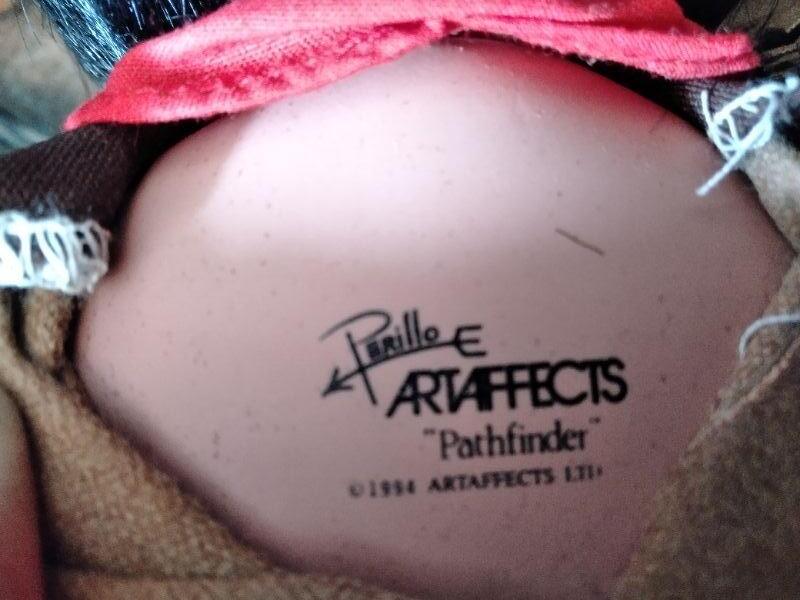 Perillo
ARTAFFECTS
"Pathfinder"
©1994 ARTAFFECTS LTD